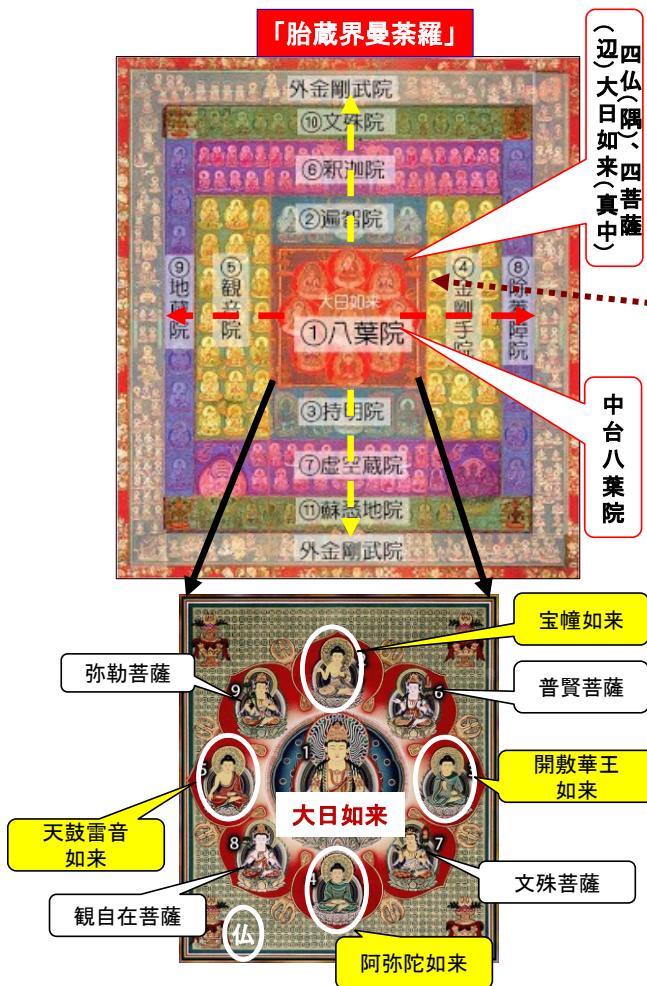 「胎蔵界曼荼羅」
四仏(隅)、四菩薩
(辺)大日如来(真中)
外金剛武院
⑩文殊院
⑥釈迦院
②遍智院
⑨地蔵院
⑤観音院
大日如来
①八葉院
④金剛手院
⑧除蓋障院
③持明院
⑦虚空蔵院
⑪蘇悉地院
外金剛武院
中台八葉院
宝幢如来
弥勒菩薩
普賢菩薩
9
6
1
5
開敷華王
如来
大日如来
天鼓雷音
如来
8
7
文殊菩薩
観自在菩薩
仏
阿弥陀如来